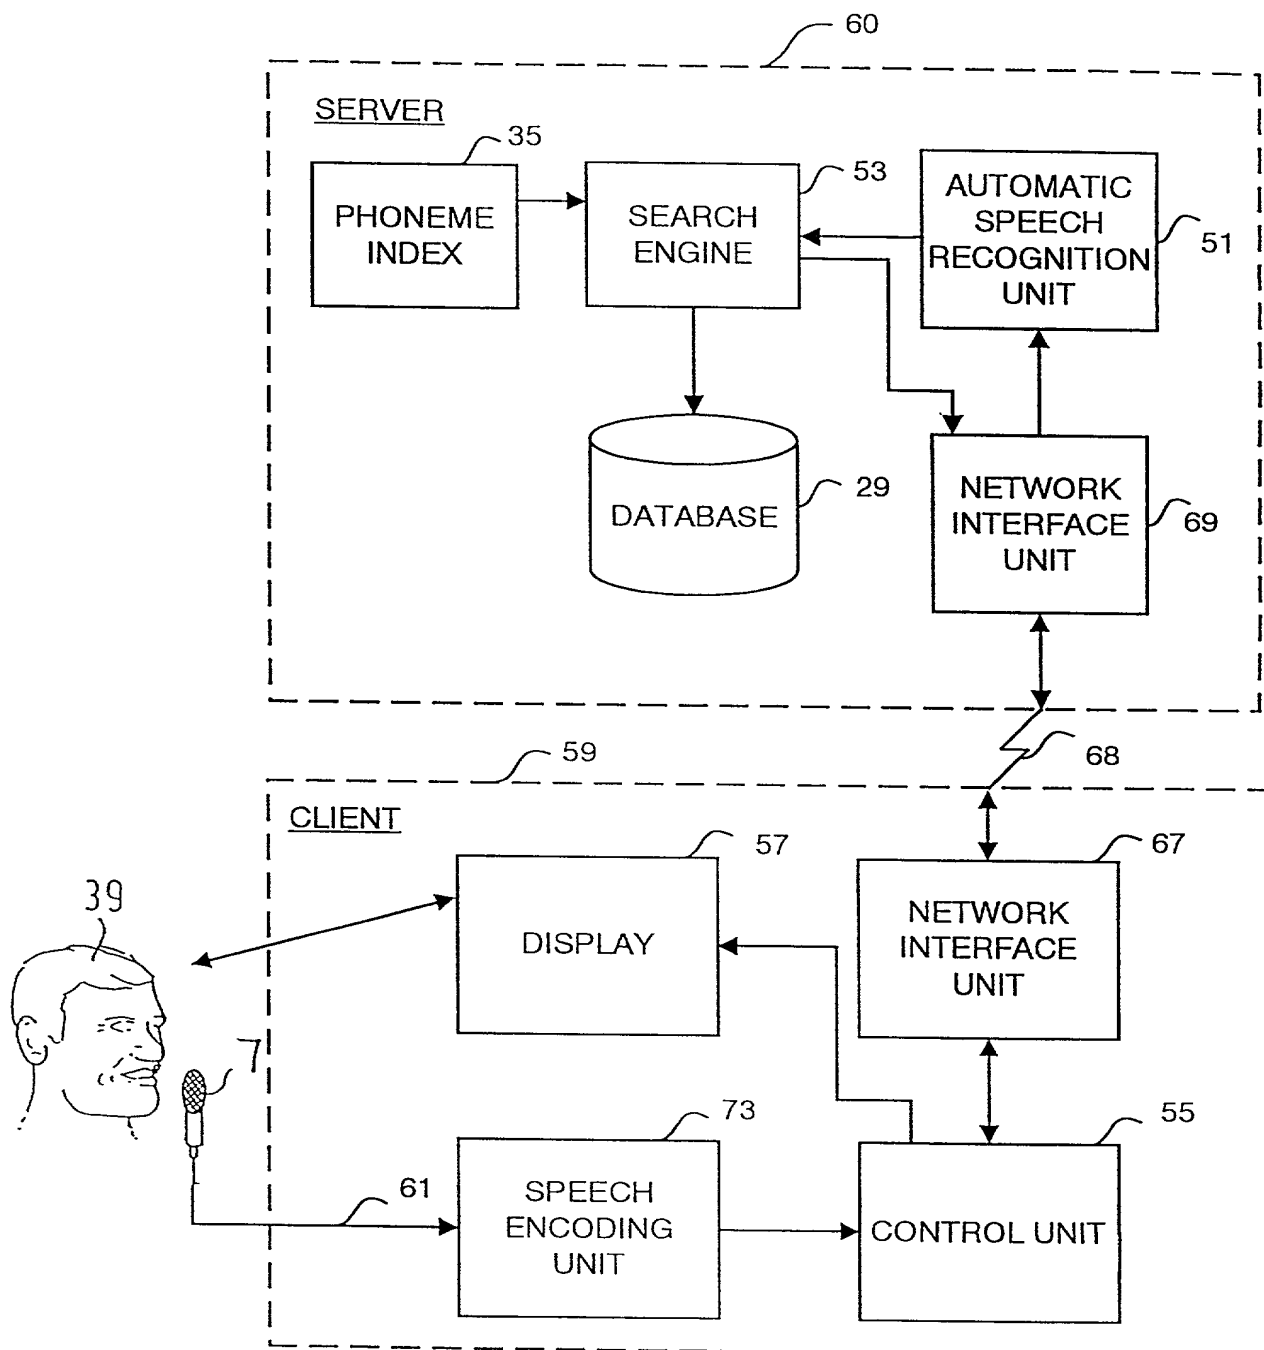 60
SERVER
35
PHONEME
INDEX
53
SEARCH
ENGINE
AUTOMATIC
SPEECH
RECOGNITION
UNIT
51
29
DATABASE
NETWORK
INTERFACE
UNIT
69
68
59
CLIENT
57
DISPLAY
67
NETWORK
INTERFACE
UNIT
39
7
61
73
SPEECH
ENCODING
UNIT
55
CONTROL UNIT